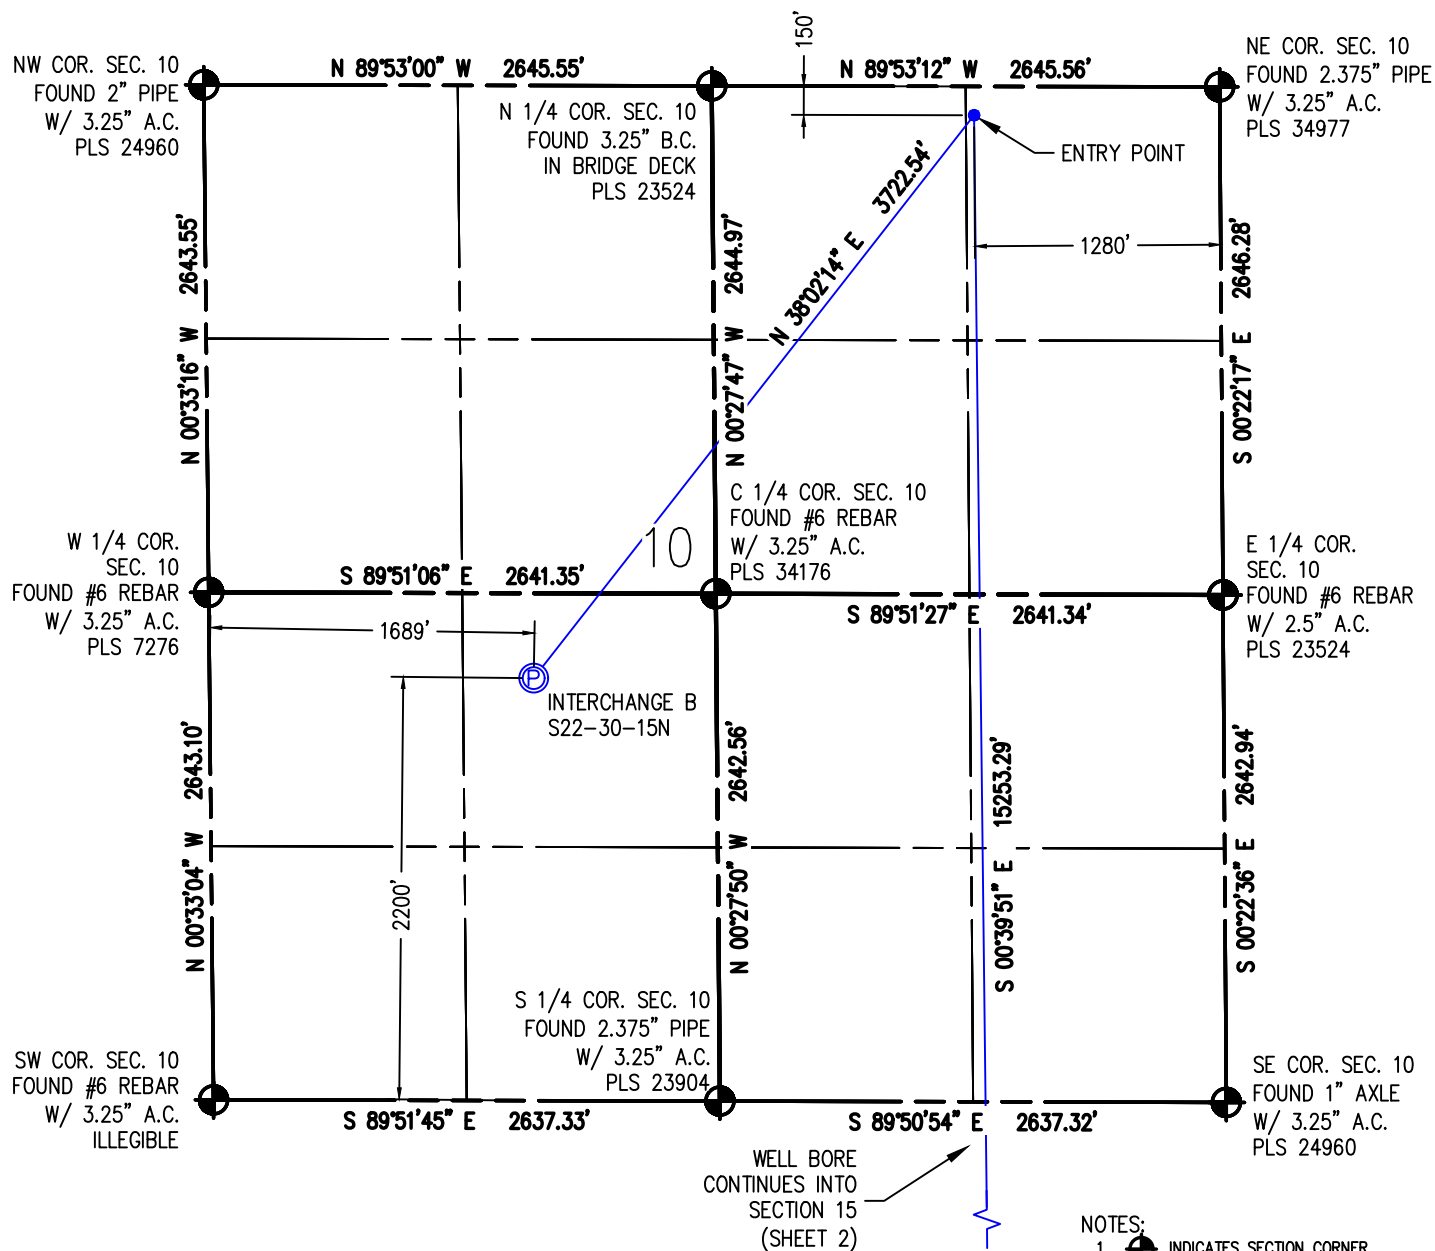 150'
NW COR. SEC. 10
FOUND 2" PIPE
W/ 3.25" A.C.
PLS 24960
N 89°53'00" W 2645.55'
N 1/4 COR. SEC. 10
FOUND 3.25" B.C.
IN BRIDGE DECK
PLS 23524
N 89°53'12" W 2645.56'
NE COR. SEC. 10
FOUND 2.375" PIPE
W/ 3.25" A.C.
PLS 34977
ENTRY POINT
N 38°02'14" E 3722.54'
1280'
N 00°33'16" W 2643.55'
N 00°27'47" W 2644.97'
S 00°22'17" E 2646.28'
C 1/4 COR. SEC. 10
FOUND #6 REBAR
W/ 3.25" A.C.
PLS 34176
10
W 1/4 COR.
SEC. 10
FOUND #6 REBAR
W/ 3.25" A.C.
PLS 7276
S 89°51'06" E 2641.35'
S 89°51'27" E 2641.34'
E 1/4 COR.
SEC. 10
FOUND #6 REBAR
W/ 2.5" A.C.
PLS 23524
1689'
P
INTERCHANGE B
S22-30-15N
2200'
N 00°33'04" W 2643.10'
N 00°27'50" W 2642.56'
S 00°39'51" E 15253.29'
S 00°22'36" E 2642.94'
S 1/4 COR. SEC. 10
FOUND 2.375" PIPE
W/ 3.25" A.C.
PLS 23904
SW COR. SEC. 10
FOUND #6 REBAR
W/ 3.25" A.C.
ILLEGIBLE
S 89°51'45" E 2637.33'
S 89°50'54" E 2637.32'
SE COR. SEC. 10
FOUND 1" AXLE
W/ 3.25" A.C.
PLS 24960
WELL BORE
CONTINUES INTO
SECTION 15
(SHEET 2)
NOTES:
1. INDICATES SECTION CORNER